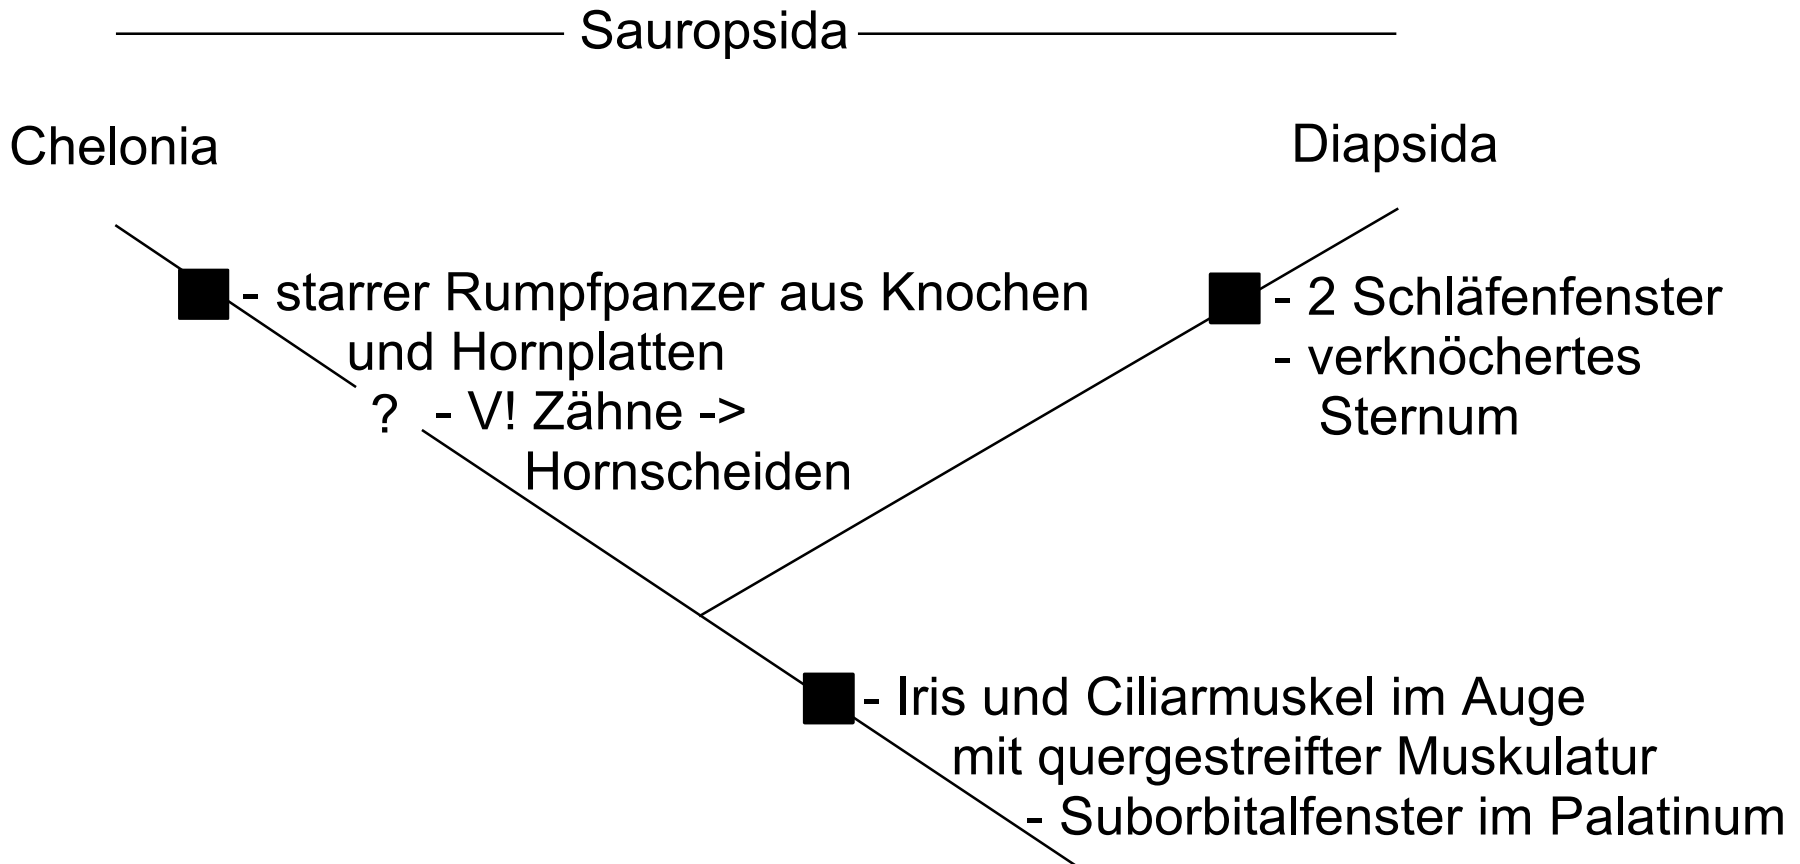 Sauropsida
Chelonia
Diapsida
- starrer Rumpfpanzer aus Knochen
und Hornplatten
? - V! Zähne ->
Hornscheiden
- 2 Schläfenfenster
- verknöchertes
Sternum
- Iris und Ciliarmuskel im Auge
mit quergestreifter Muskulatur
- Suborbitalfenster im Palatinum